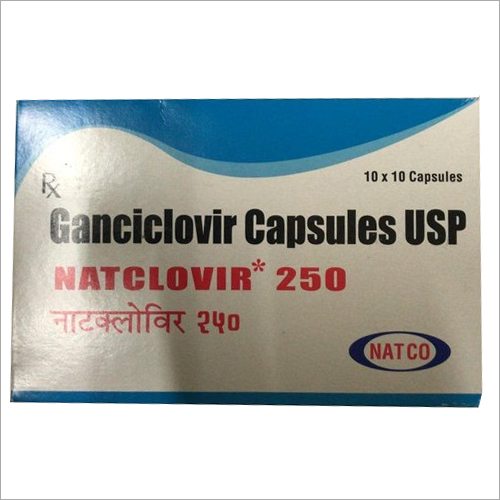 Rx
10 x 10 Capsules
Ganciclovir Capsules USP
NATCLOVIR* 250
नाटक्लोविर २५०
NATCO